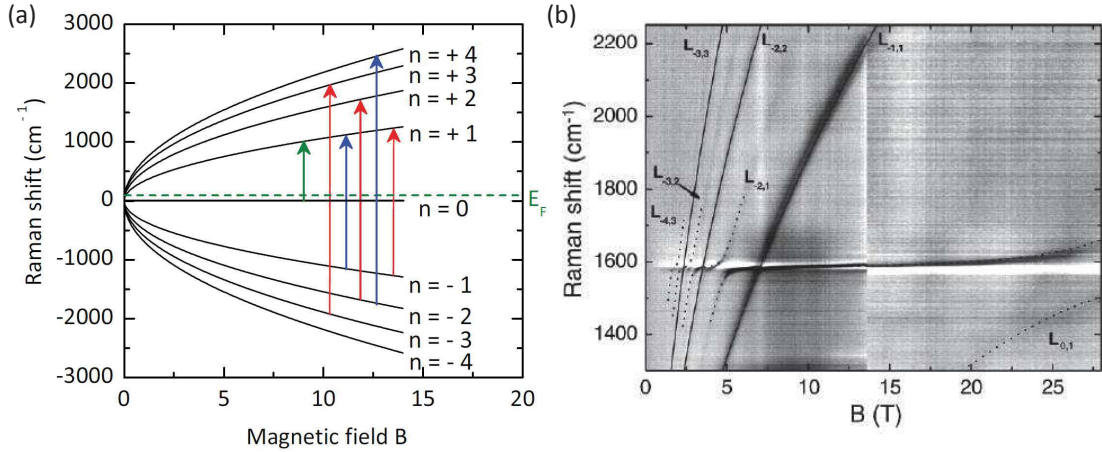 (a)
3000
2000
1000
0
-1000
-2000
-3000
Raman shift (cm⁻¹)
n = + 4
n = + 3
n = + 2
n = + 1
E_F
n = 0
n = - 1
n = - 2
n = - 3
n = - 4
0 5 10 15 20
Magnetic field B
(b)
2200
2000
1800
1600
1400
Raman shift (cm⁻¹)
L-3,3
L-2,2
L-1,1
L-3,2
L-4,3
L-2,1
L0,1
0 5 10 15 20 25
B (T)